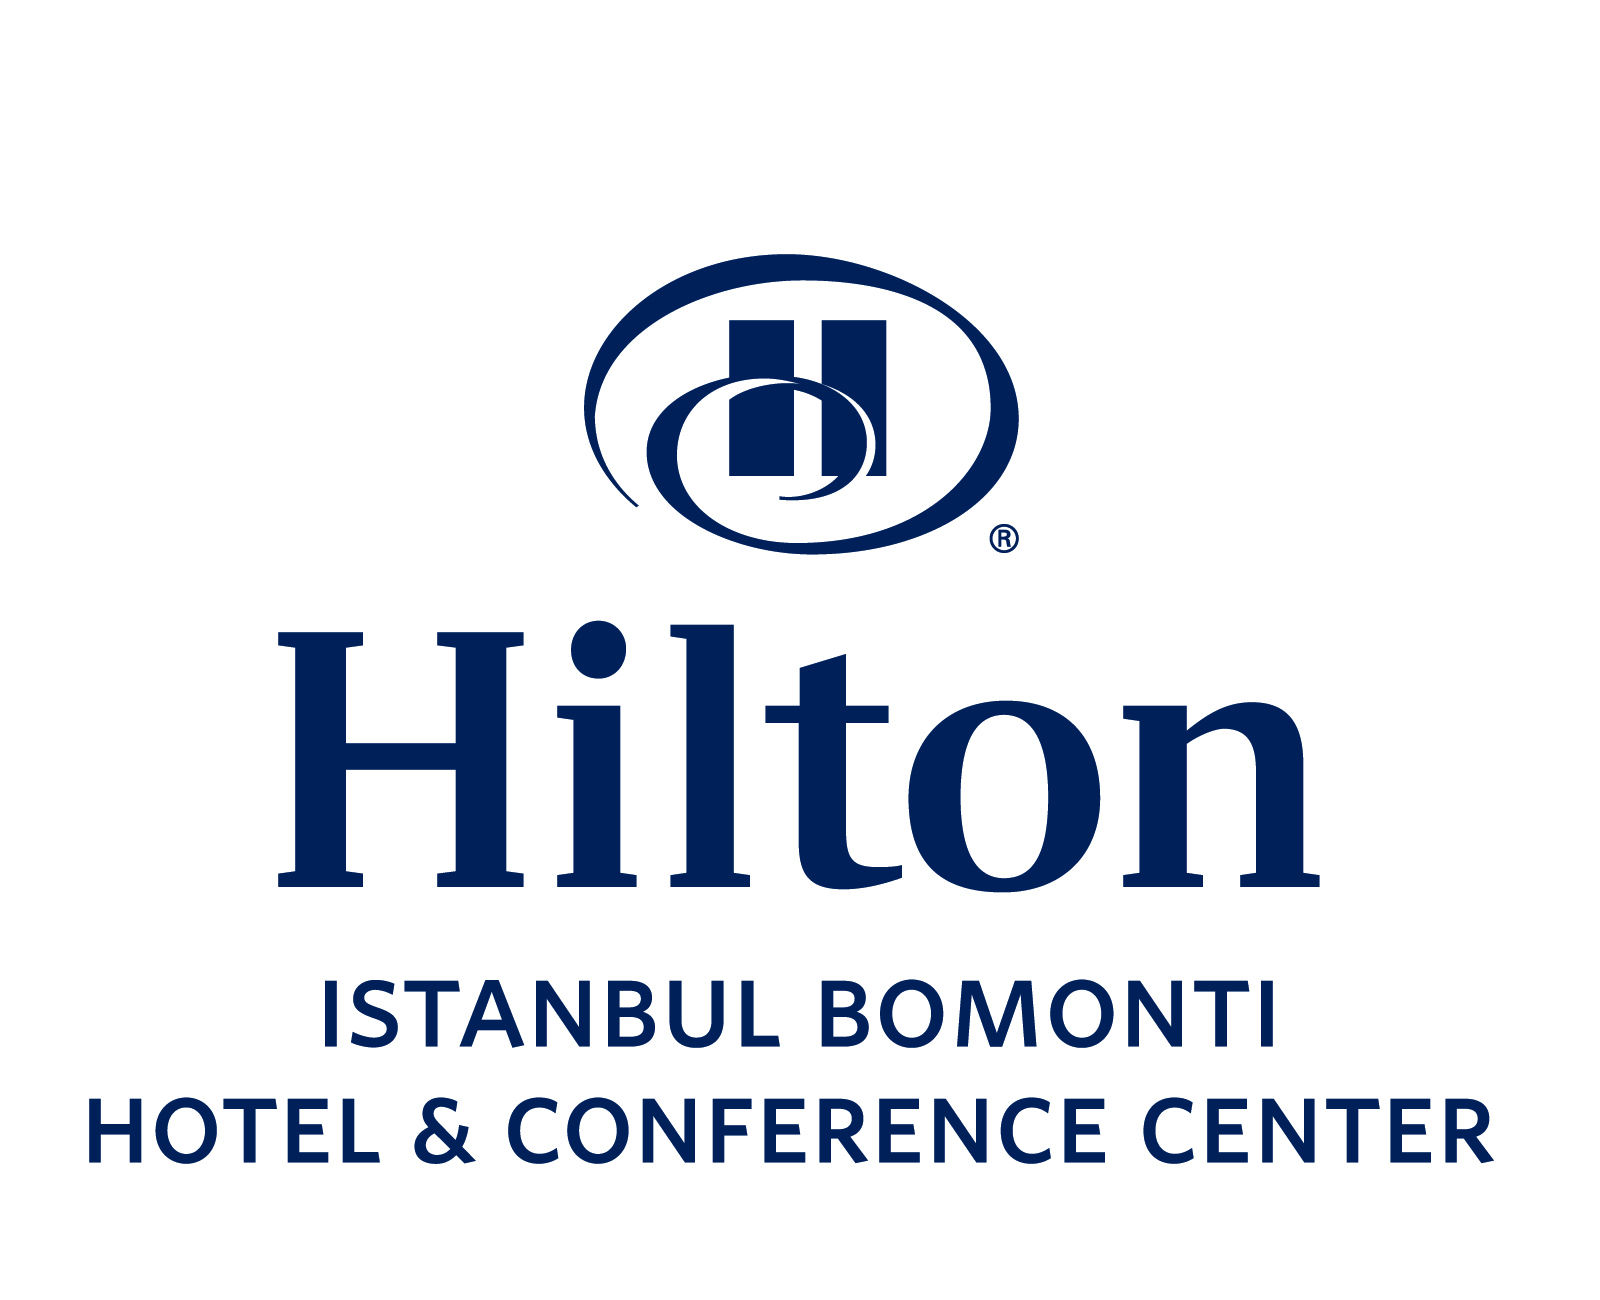 H
®
Hilton
ISTANBUL BOMONTI
HOTEL & CONFERENCE CENTER